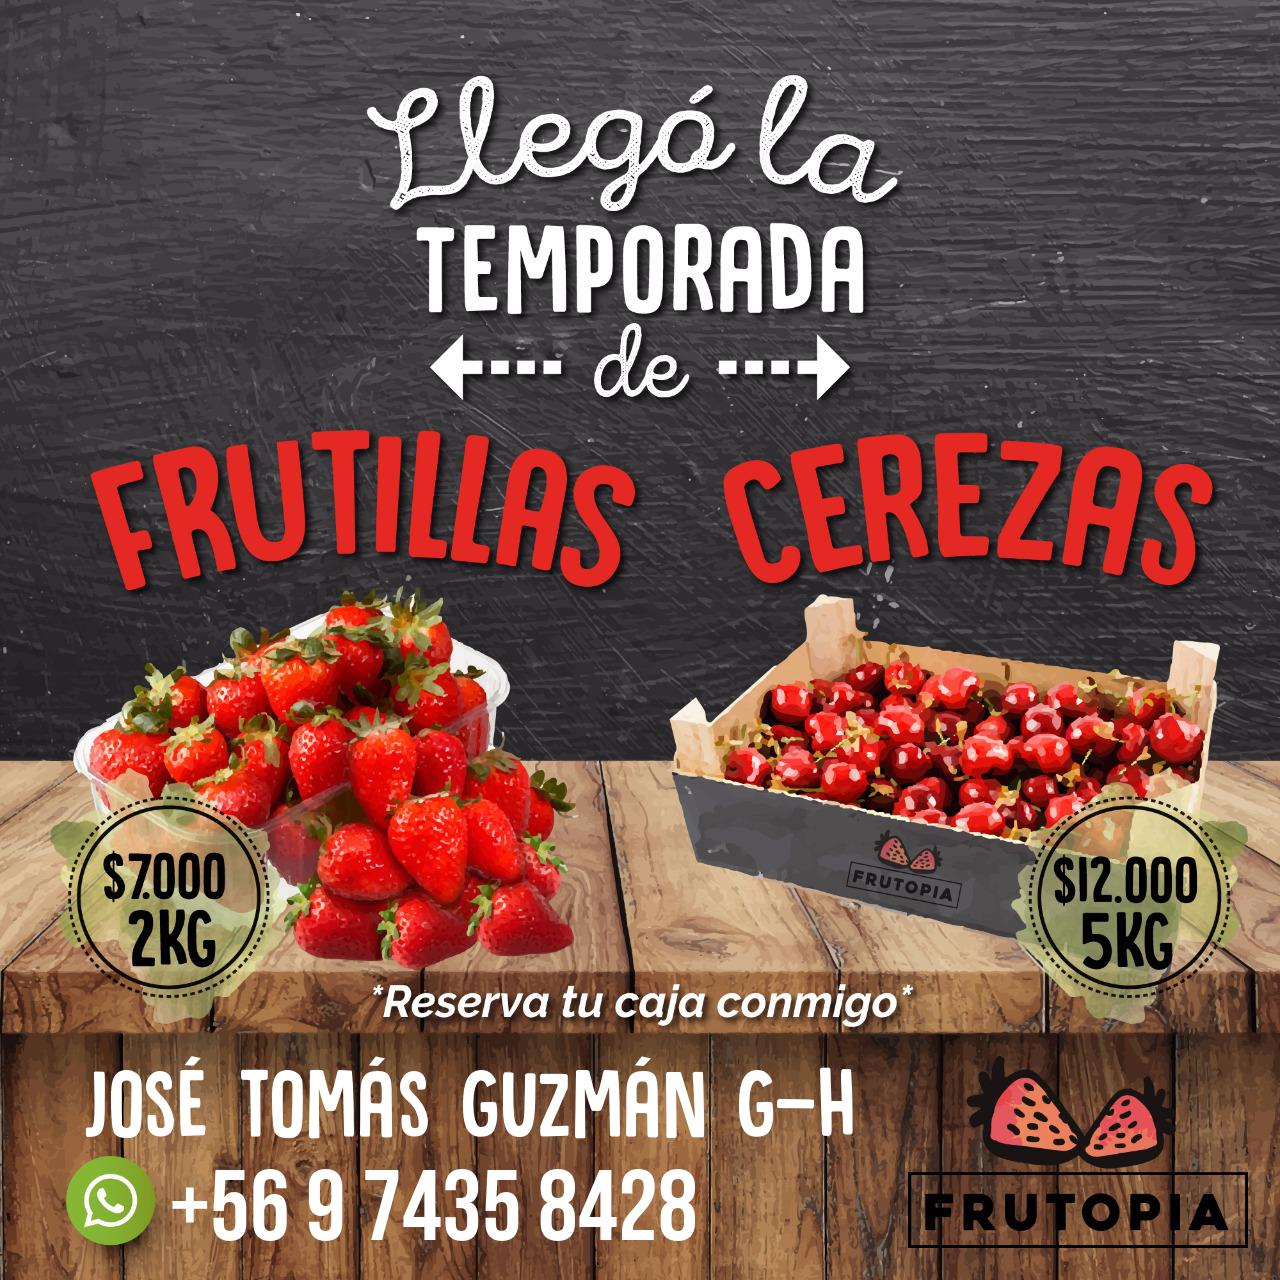 Llegó la
TEMPORADA
de
FRUTILLAS CEREZAS
FRUTOPIA
$7.000
2KG
$12.000
5KG
*Reserva tu caja conmigo*
JOSÉ TOMÁS GUZMÁN G-H
+56 9 7435 8428
FRUTOPIA